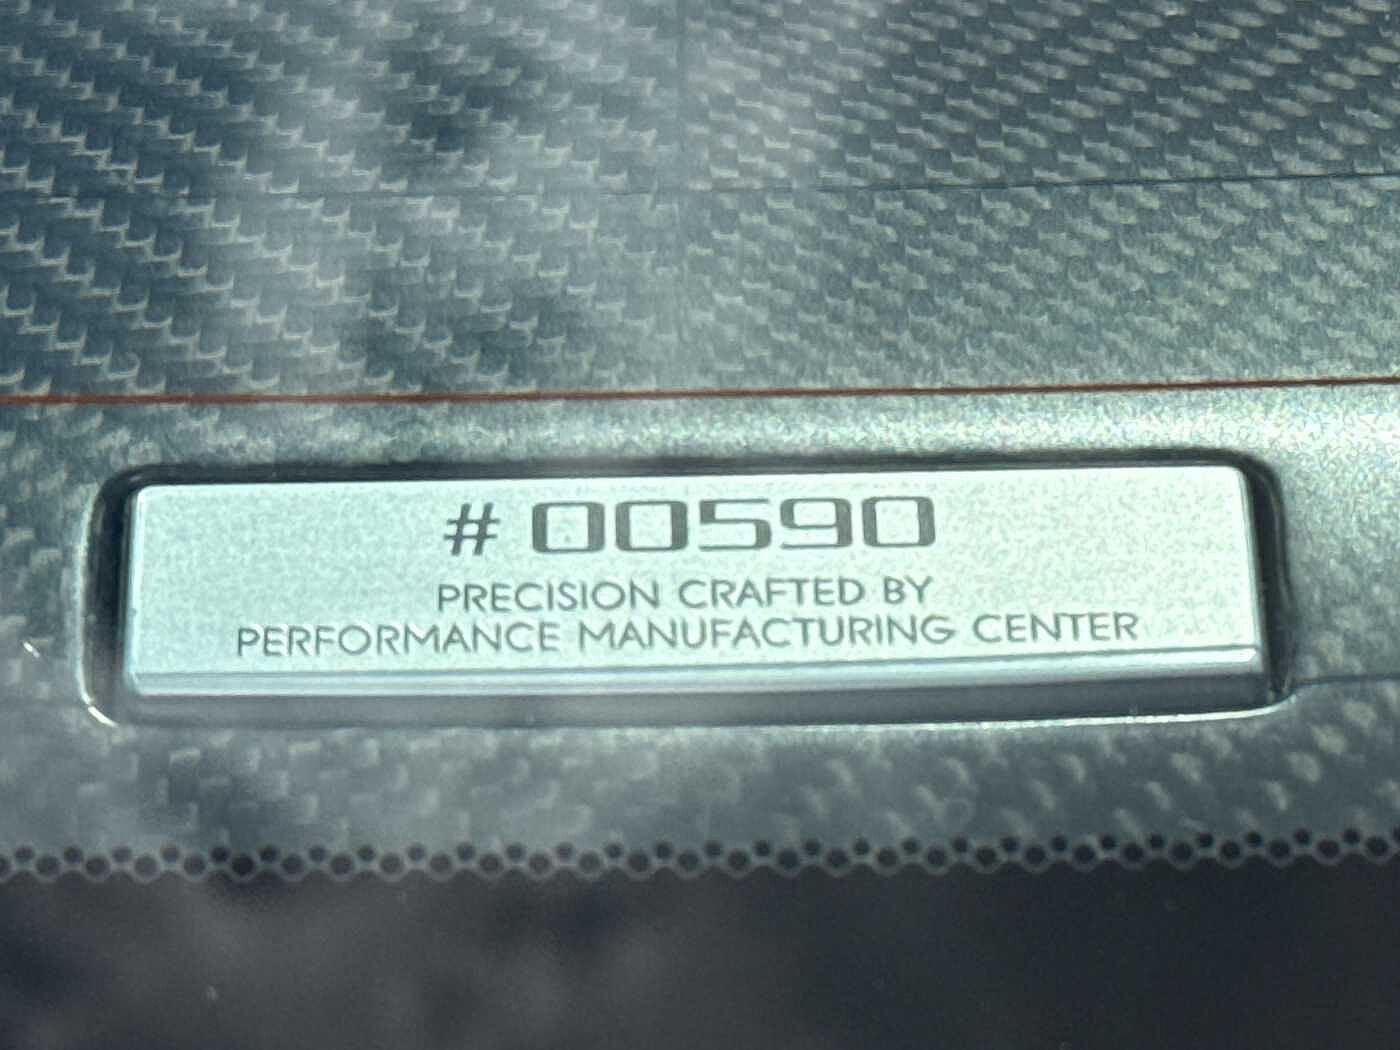 # 00590
PRECISION CRAFTED BY
PERFORMANCE MANUFACTURING CENTER